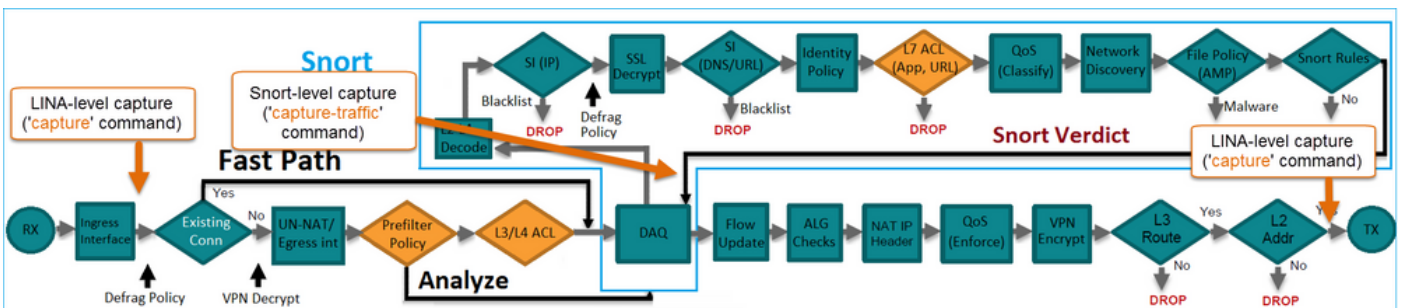 Snort
LINA-level capture
('capture' command)
Snort-level capture
('capture-traffic'
command)
SI (IP)
Blacklist
DROP
SSL
Decrypt
Defrag
Policy
SI
(DNS/URL)
Blacklist
DROP
Identity
Policy
L7 ACL
(App, URL)
DROP
QoS
(Classify)
Network
Discovery
File Policy
(AMP)
Malware
DROP
Snort Rules
No
Decode
Snort Verdict
LINA-level capture
('capture' command)
Fast Path
Yes
RX
Ingress
Interface
Existing
Conn
No
UN-NAT/
Egress int
Prefilter
Policy
L3/L4 ACL
DAQ
Flow
Update
ALG
Checks
NAT IP
Header
QoS
(Enforce)
VPN
Encrypt
L3
Route
Yes
No
DROP
L2
Addr
No
DROP
TX
Defrag Policy
VPN Decrypt
Analyze